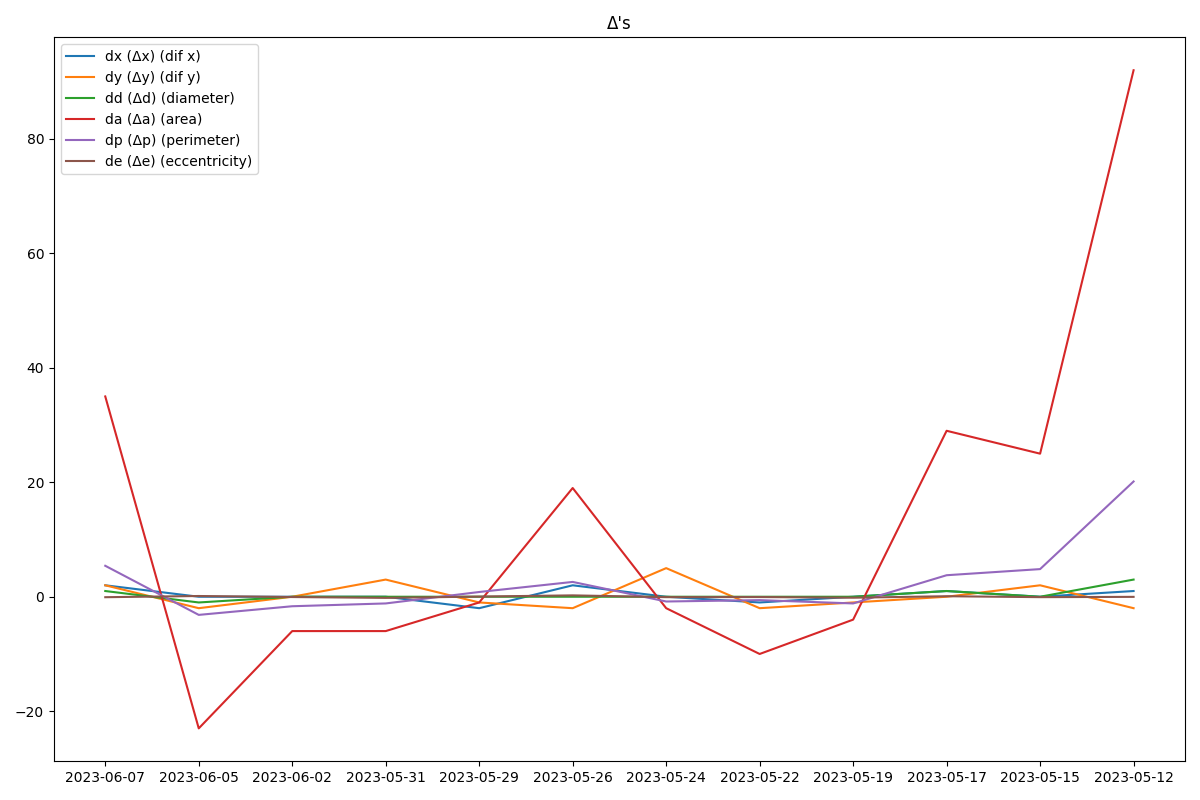 Δ's
dx (Δx) (dif x)
dy (Δy) (dif y)
dd (Δd) (diameter)
da (Δa) (area)
dp (Δp) (perimeter)
de (Δe) (eccentricity)
80
60
40
20
0
−20
2023-06-07 2023-06-05 2023-06-02 2023-05-31 2023-05-29 2023-05-26 2023-05-24 2023-05-22 2023-05-19 2023-05-17 2023-05-15 2023-05-12